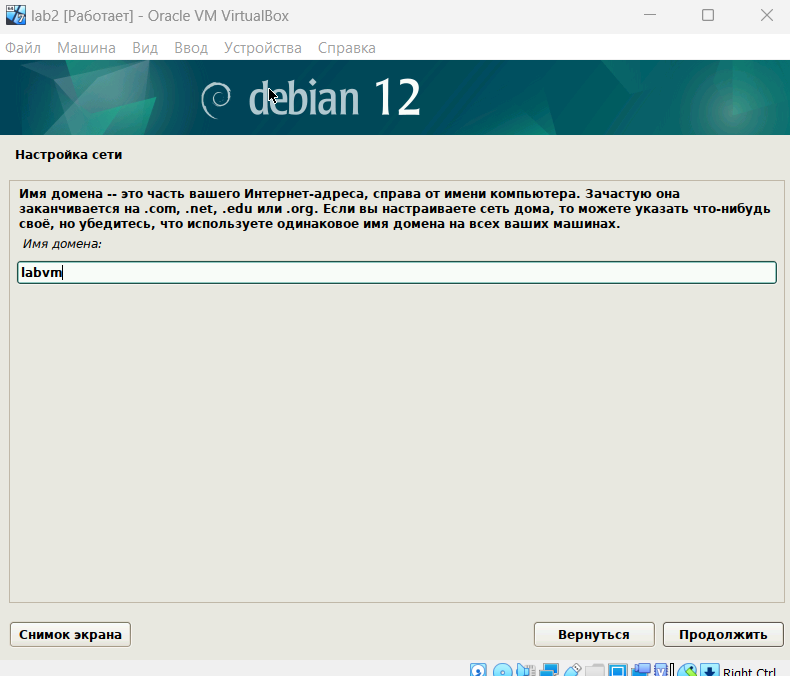 lab2 [Работает] - Oracle VM VirtualBox
Файл Машина Вид Ввод Устройства Справка
debian 12
Настройка сети
Имя домена -- это часть вашего Интернет-адреса, справа от имени компьютера. Зачастую она
заканчивается на .com, .net, .edu или .org. Если вы настраиваете сеть дома, то можете указать что-нибудь
своё, но убедитесь, что используете одинаковое имя домена на всех ваших машинах.
Имя домена:
labvm
Снимок экрана Вернуться Продолжить
Right Ctrl